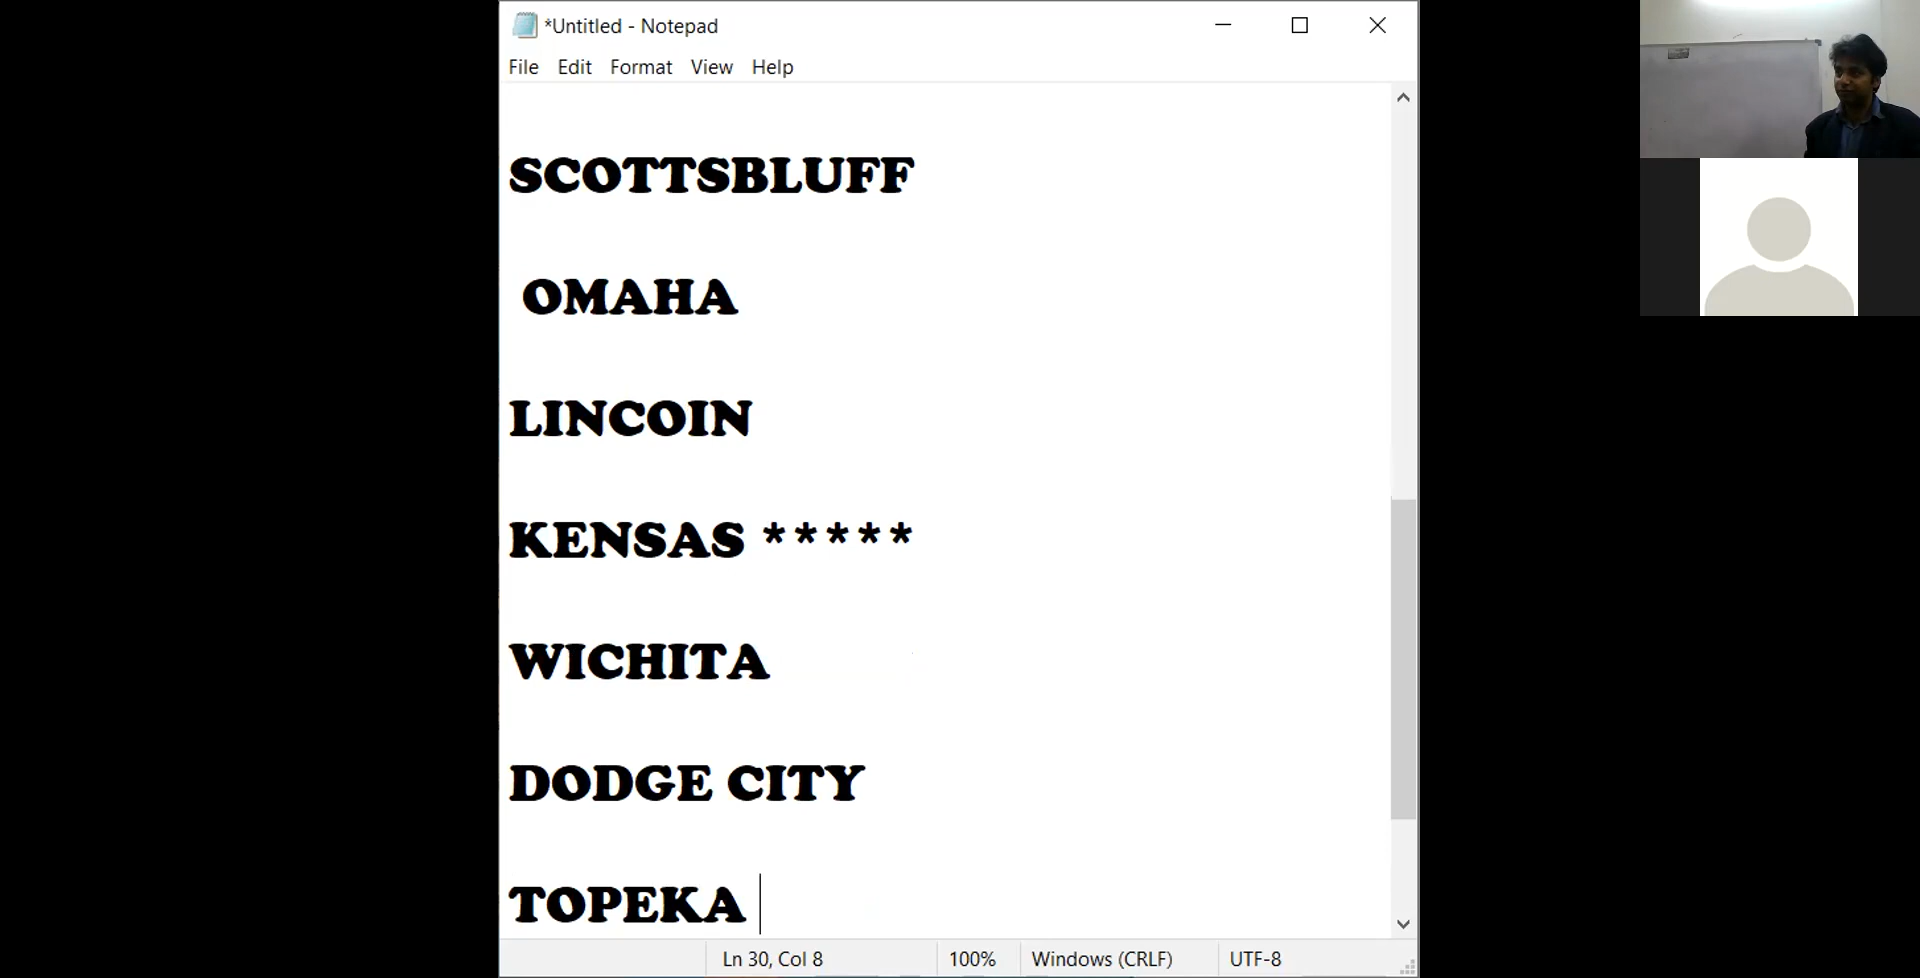 *Untitled - Notepad
File Edit Format View Help
SCOTTSBLUFF
OMAHA
LINCOIN
KENSAS *****
WICHITA
DODGE CITY
TOPEKA
Ln 30, Col 8 100% Windows (CRLF) UTF-8